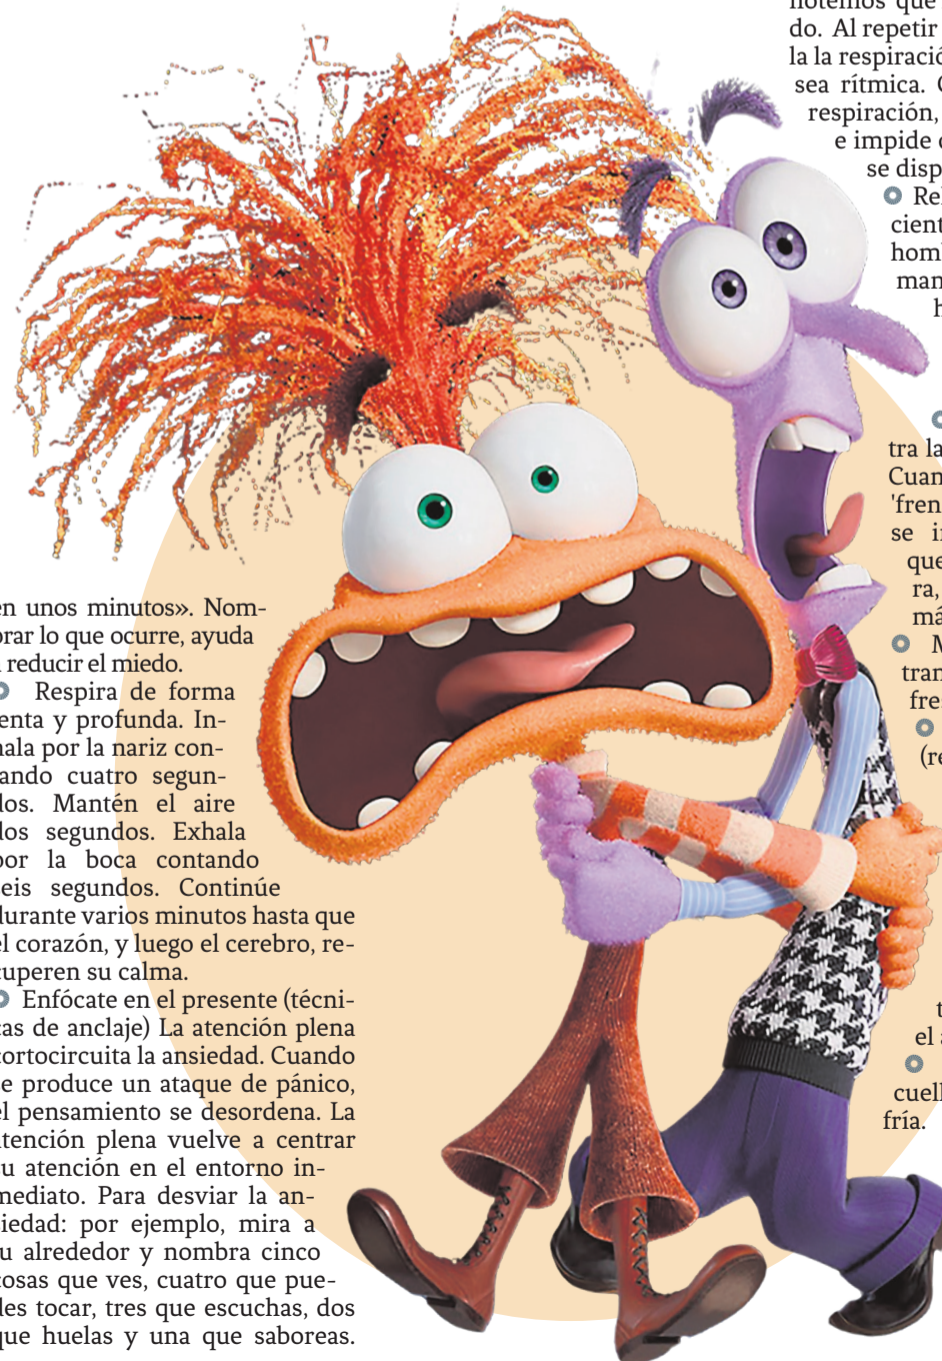 en unos minutos». Nom-
brar lo que ocurre, ayuda
a reducir el miedo.
Respira de forma
enta y profunda. In-
hala por la nariz con-
tando cuatro segun-
dos. Mantén el aire
dos segundos. Exhala
por la boca contando
seis segundos. Continúe
durante varios minutos hasta que
el corazón, y luego el cerebro, re-
cuperen su calma.
Enfócate en el presente (técni-
cas de anclaje) La atención plena
cortocircuita la ansiedad. Cuando
se produce un ataque de pánico,
el pensamiento se desordena. La
atención plena vuelve a centrar
su atención en el entorno in-
mediato. Para desviar la an-
siedad: por ejemplo, mira a
tu alrededor y nombra cinco
cosas que ves, cuatro que pue-
des tocar, tres que escuchas, dos
que huelas y una que saboreas.
notemos que
do. Al repetir
la la respiració
sea rítmica.
respiración,
e impide
se disp
Re
cient
hom
man
h
tra la
Cuan
'fren
se in
que
ra,
má
M
tran
fre
(re
t
el a
cuell
fría.